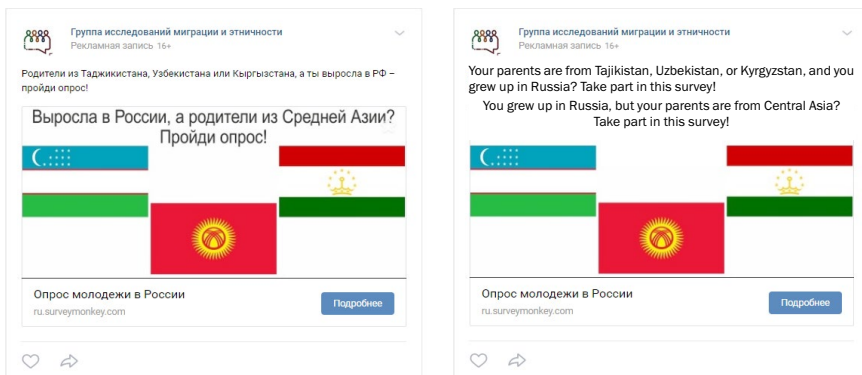 Группа исследований миграции и этничности
Рекламная запись 16+
Родители из Таджикистана, Узбекистана или Кыргызстана, а ты выросла в РФ –
пройди опрос!
Выросла в России, а родители из Средней Азии?
Пройди опрос!
Опрос молодежи в России
ru.surveymonkey.com
Подробнее
Группа исследований миграции и этничности
Рекламная запись 16+
Your parents are from Tajikistan, Uzbekistan, or Kyrgyzstan, and you
grew up in Russia? Take part in this survey!
You grew up in Russia, but your parents are from Central Asia?
Take part in this survey!
Опрос молодежи в России
ru.surveymonkey.com
Подробнее